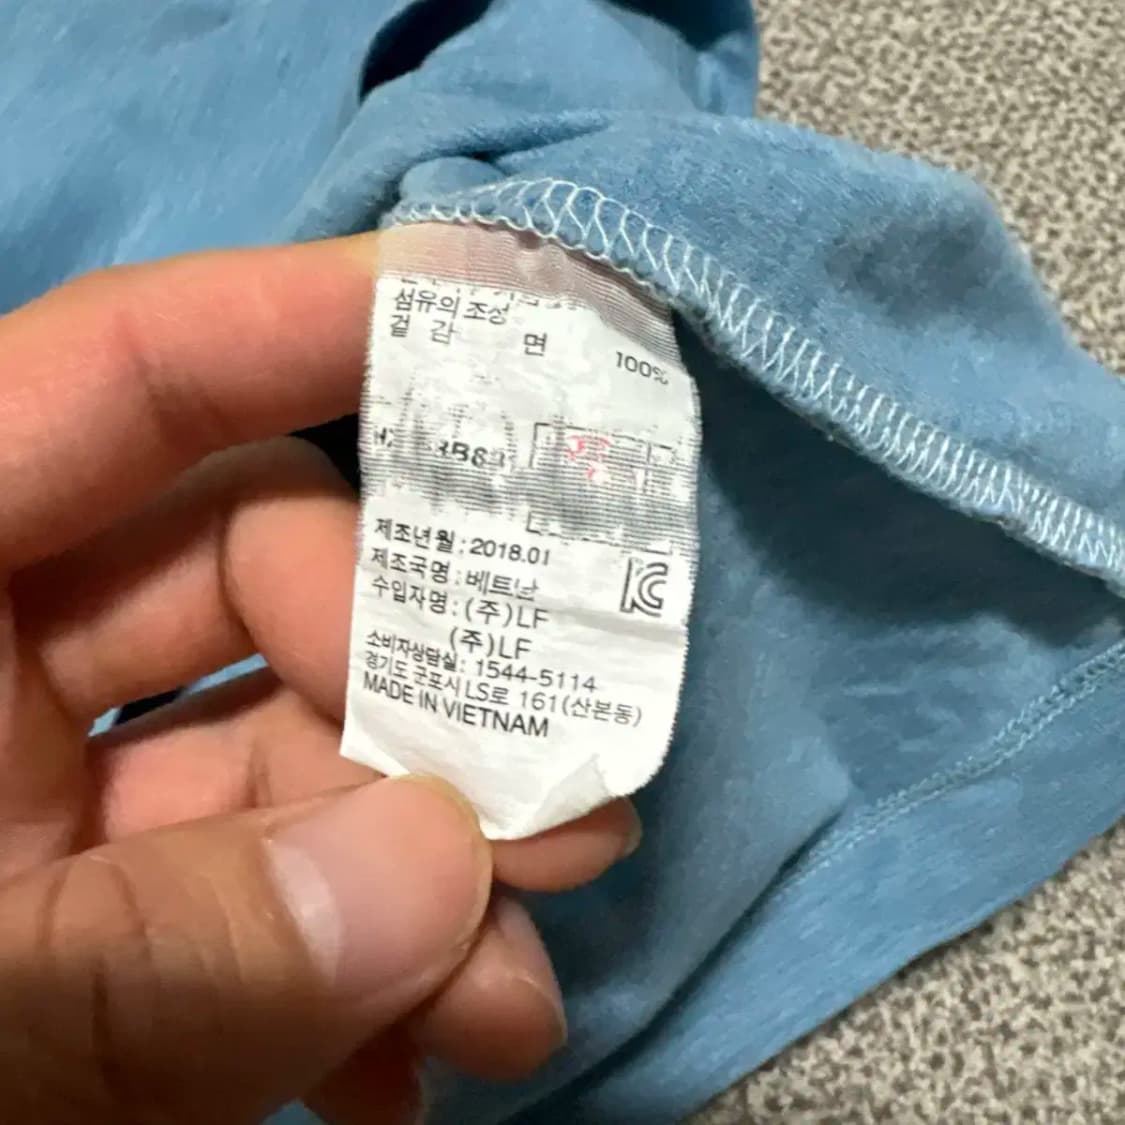 섬유의 조성
겉 감 면 100%
제조년월 : 2018.01
제조국명 : 베트남
수입자명 : (주)LF
(주)LF
소비자상담실: 1544-5114
경기도 군포시 LS로 161(산본동)
MADE IN VIETNAM